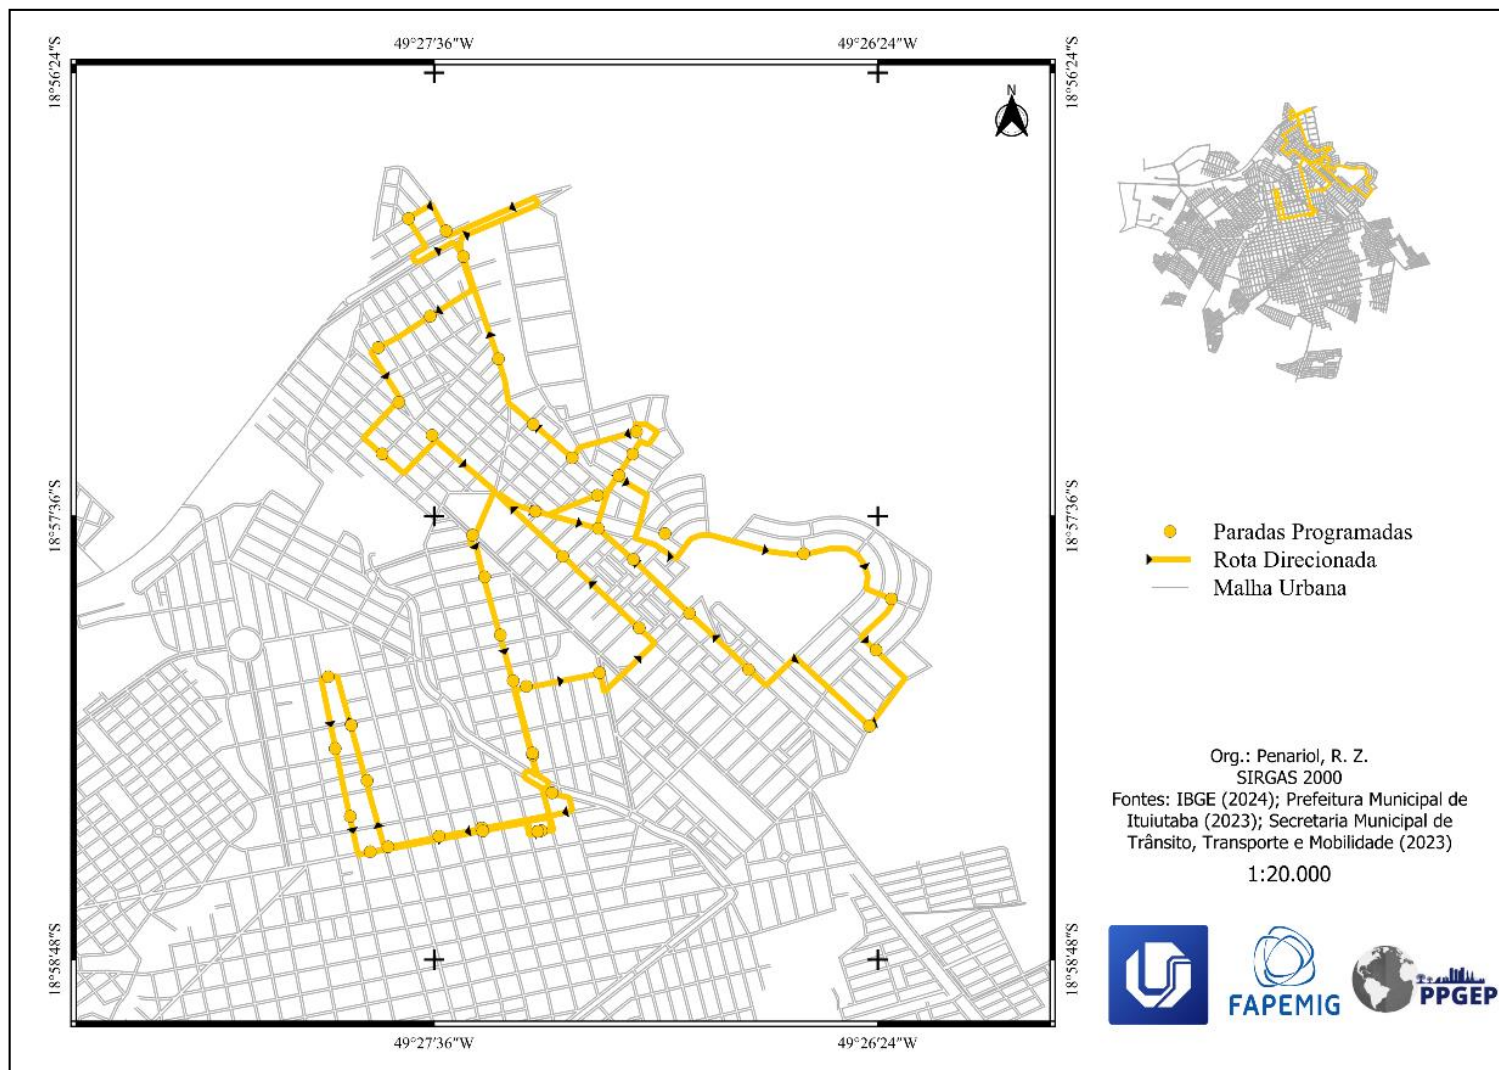 49°27'36"W
49°26'24"W
18°56'24"S
18°56'24"S
N
18°57'36"S
18°57'36"S
Paradas Programadas
Rota Direcionada
Malha Urbana
Org.: Penariol, R. Z.
SIRGAS 2000
Fontes: IBGE (2024); Prefeitura Municipal de
Ituiutaba (2023); Secretaria Municipal de
Trânsito, Transporte e Mobilidade (2023)
1:20.000
18°58'48"S
18°58'48"S
FAPEMIG
PPGEP
49°27'36"W
49°26'24"W